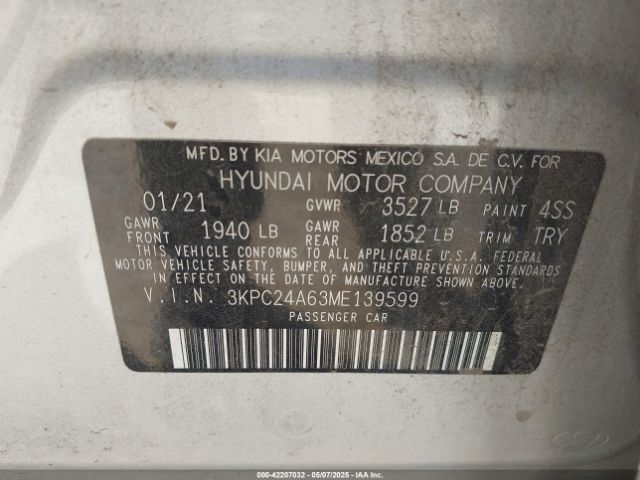 MFD. BY KIA MOTORS MEXICO S.A. DE C.V. FOR
HYUNDAI MOTOR COMPANY
01/21 GVWR 3527 LB PAINT 4SS
GAWR FRONT 1940 LB GAWR REAR 1852 LB TRIM TRY
THIS VEHICLE CONFORMS TO ALL APPLICABLE U.S.A. FEDERAL
MOTOR VEHICLE SAFETY, BUMPER, AND THEFT PREVENTION STANDARDS
IN EFFECT ON THE DATE OF MANUFACTURE SHOWN ABOVE.
V.I.N. 3KPC24A63ME139599
PASSENGER CAR
000-42207032 - 05/07/2025 - IAAI.COM